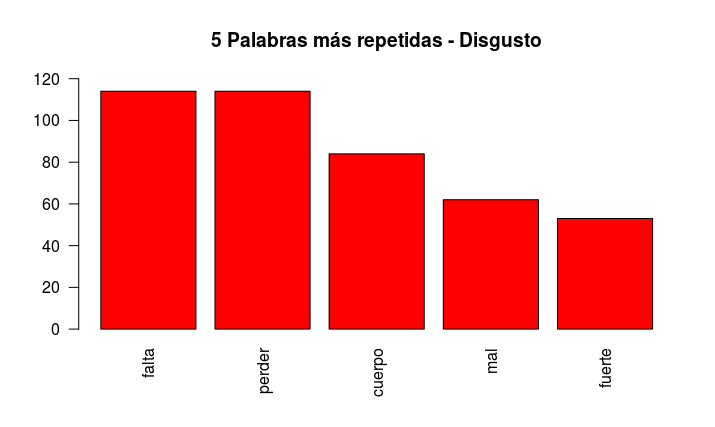 5 Palabras más repetidas - Disgusto
120
100
80
60
40
20
0
falta
perder
cuerpo
mal
fuerte